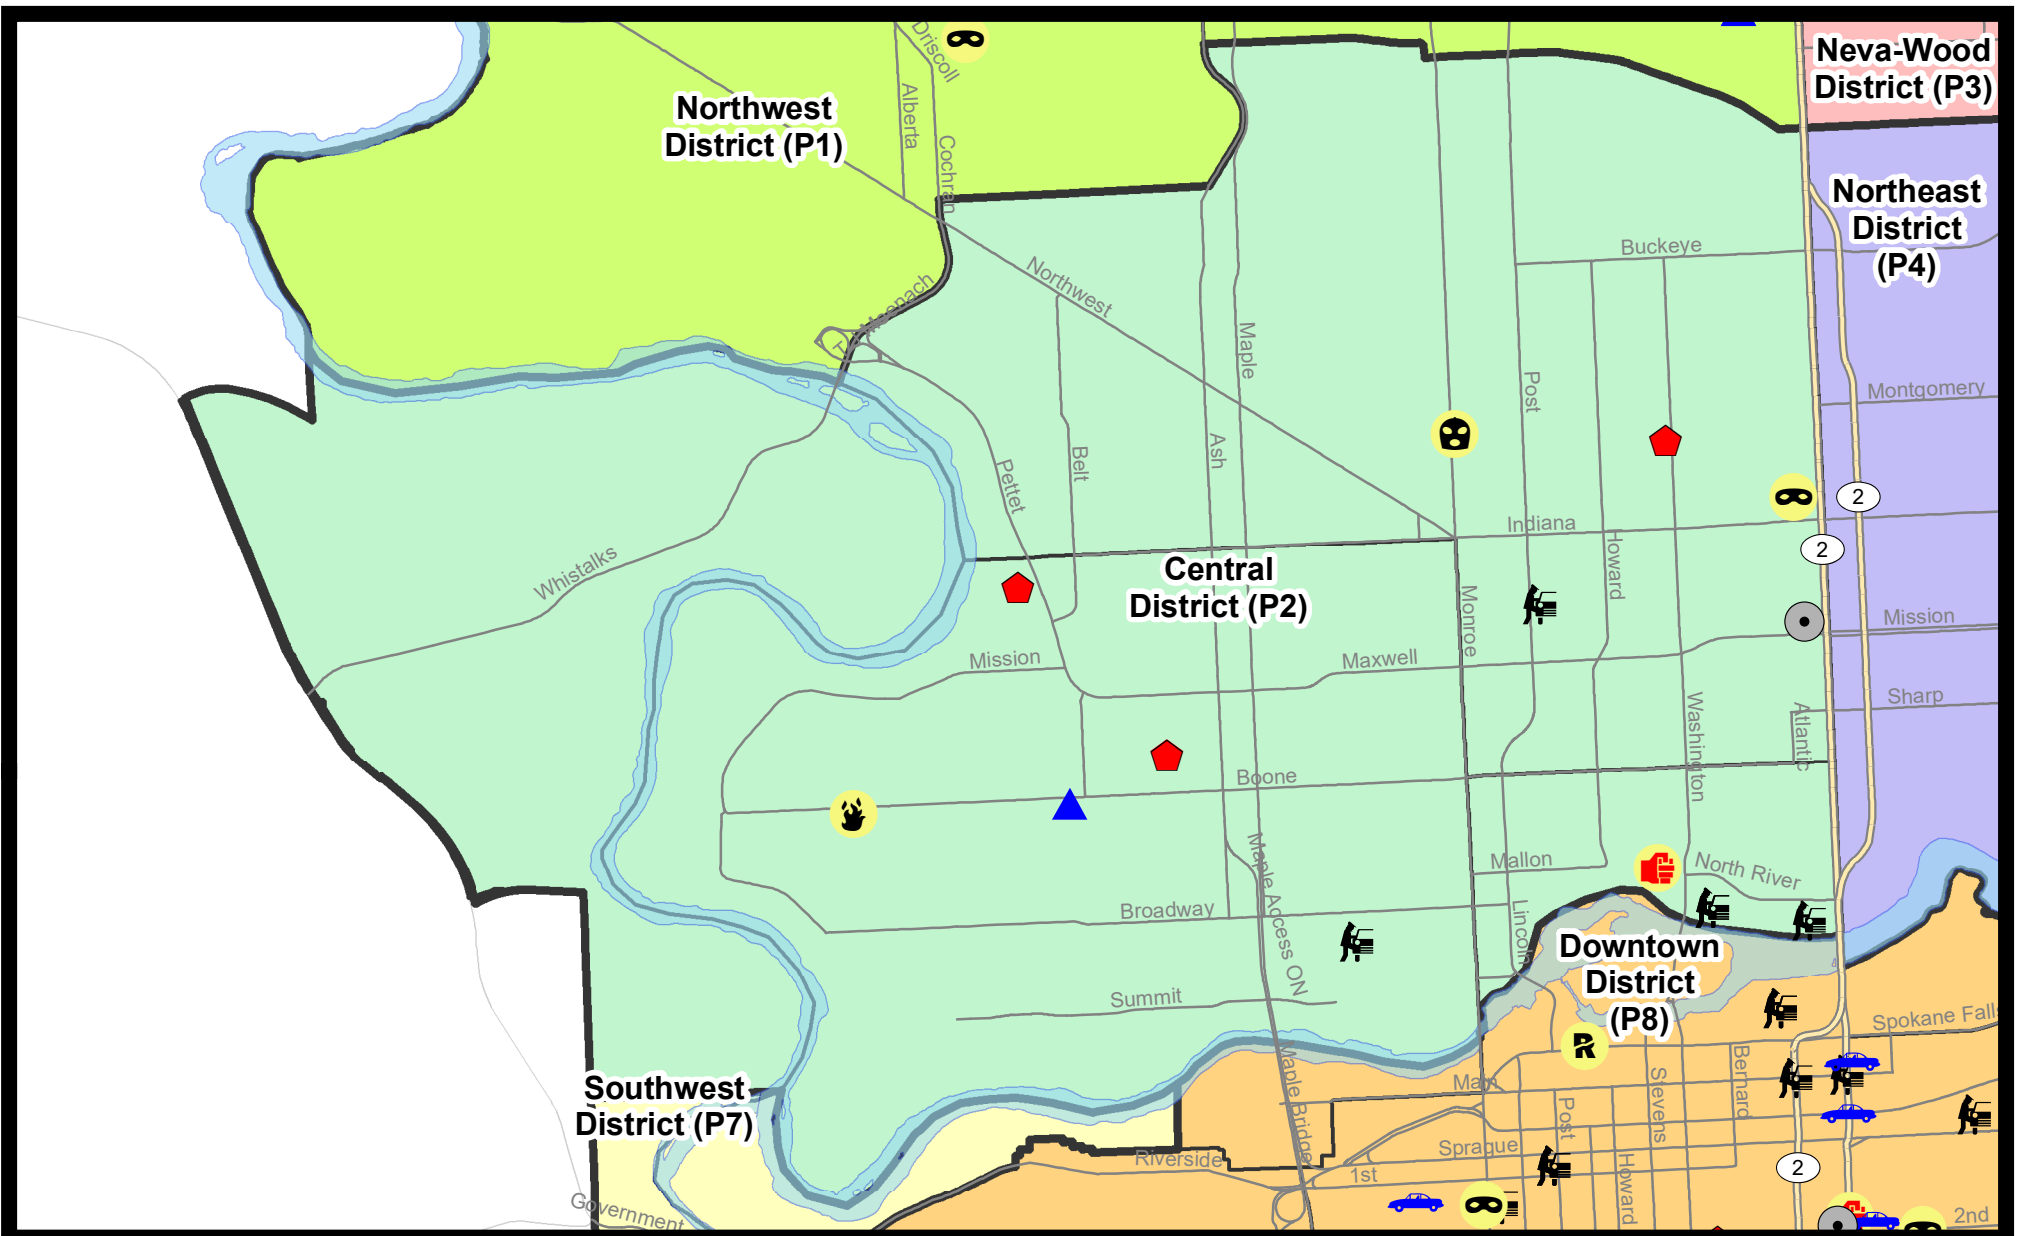 Neva-Wood
District (P3)
Northwest
District (P1)
Driscoll
Alberta
Cochran
Northeast
District
(P4)
Buckeye
Northwest
Maple
Post
Montgomery
Ash
Belt
Pettet
2
Indiana
2
Whistalks
Howard
Central
District (P2)
Monroe
Mission
Mission
Maxwell
Sharp
Washington
Atlantic
Boone
Mallon
North River
Maple Access ON
Broadway
Lincoln
Downtown
District
(P8)
Summit
Spokane Falls
Southwest
District (P7)
Maple Bridge
Main
Stevens
Bernard
Post
Sprague
Riverside
1st
Howard
2
Government
2nd
R